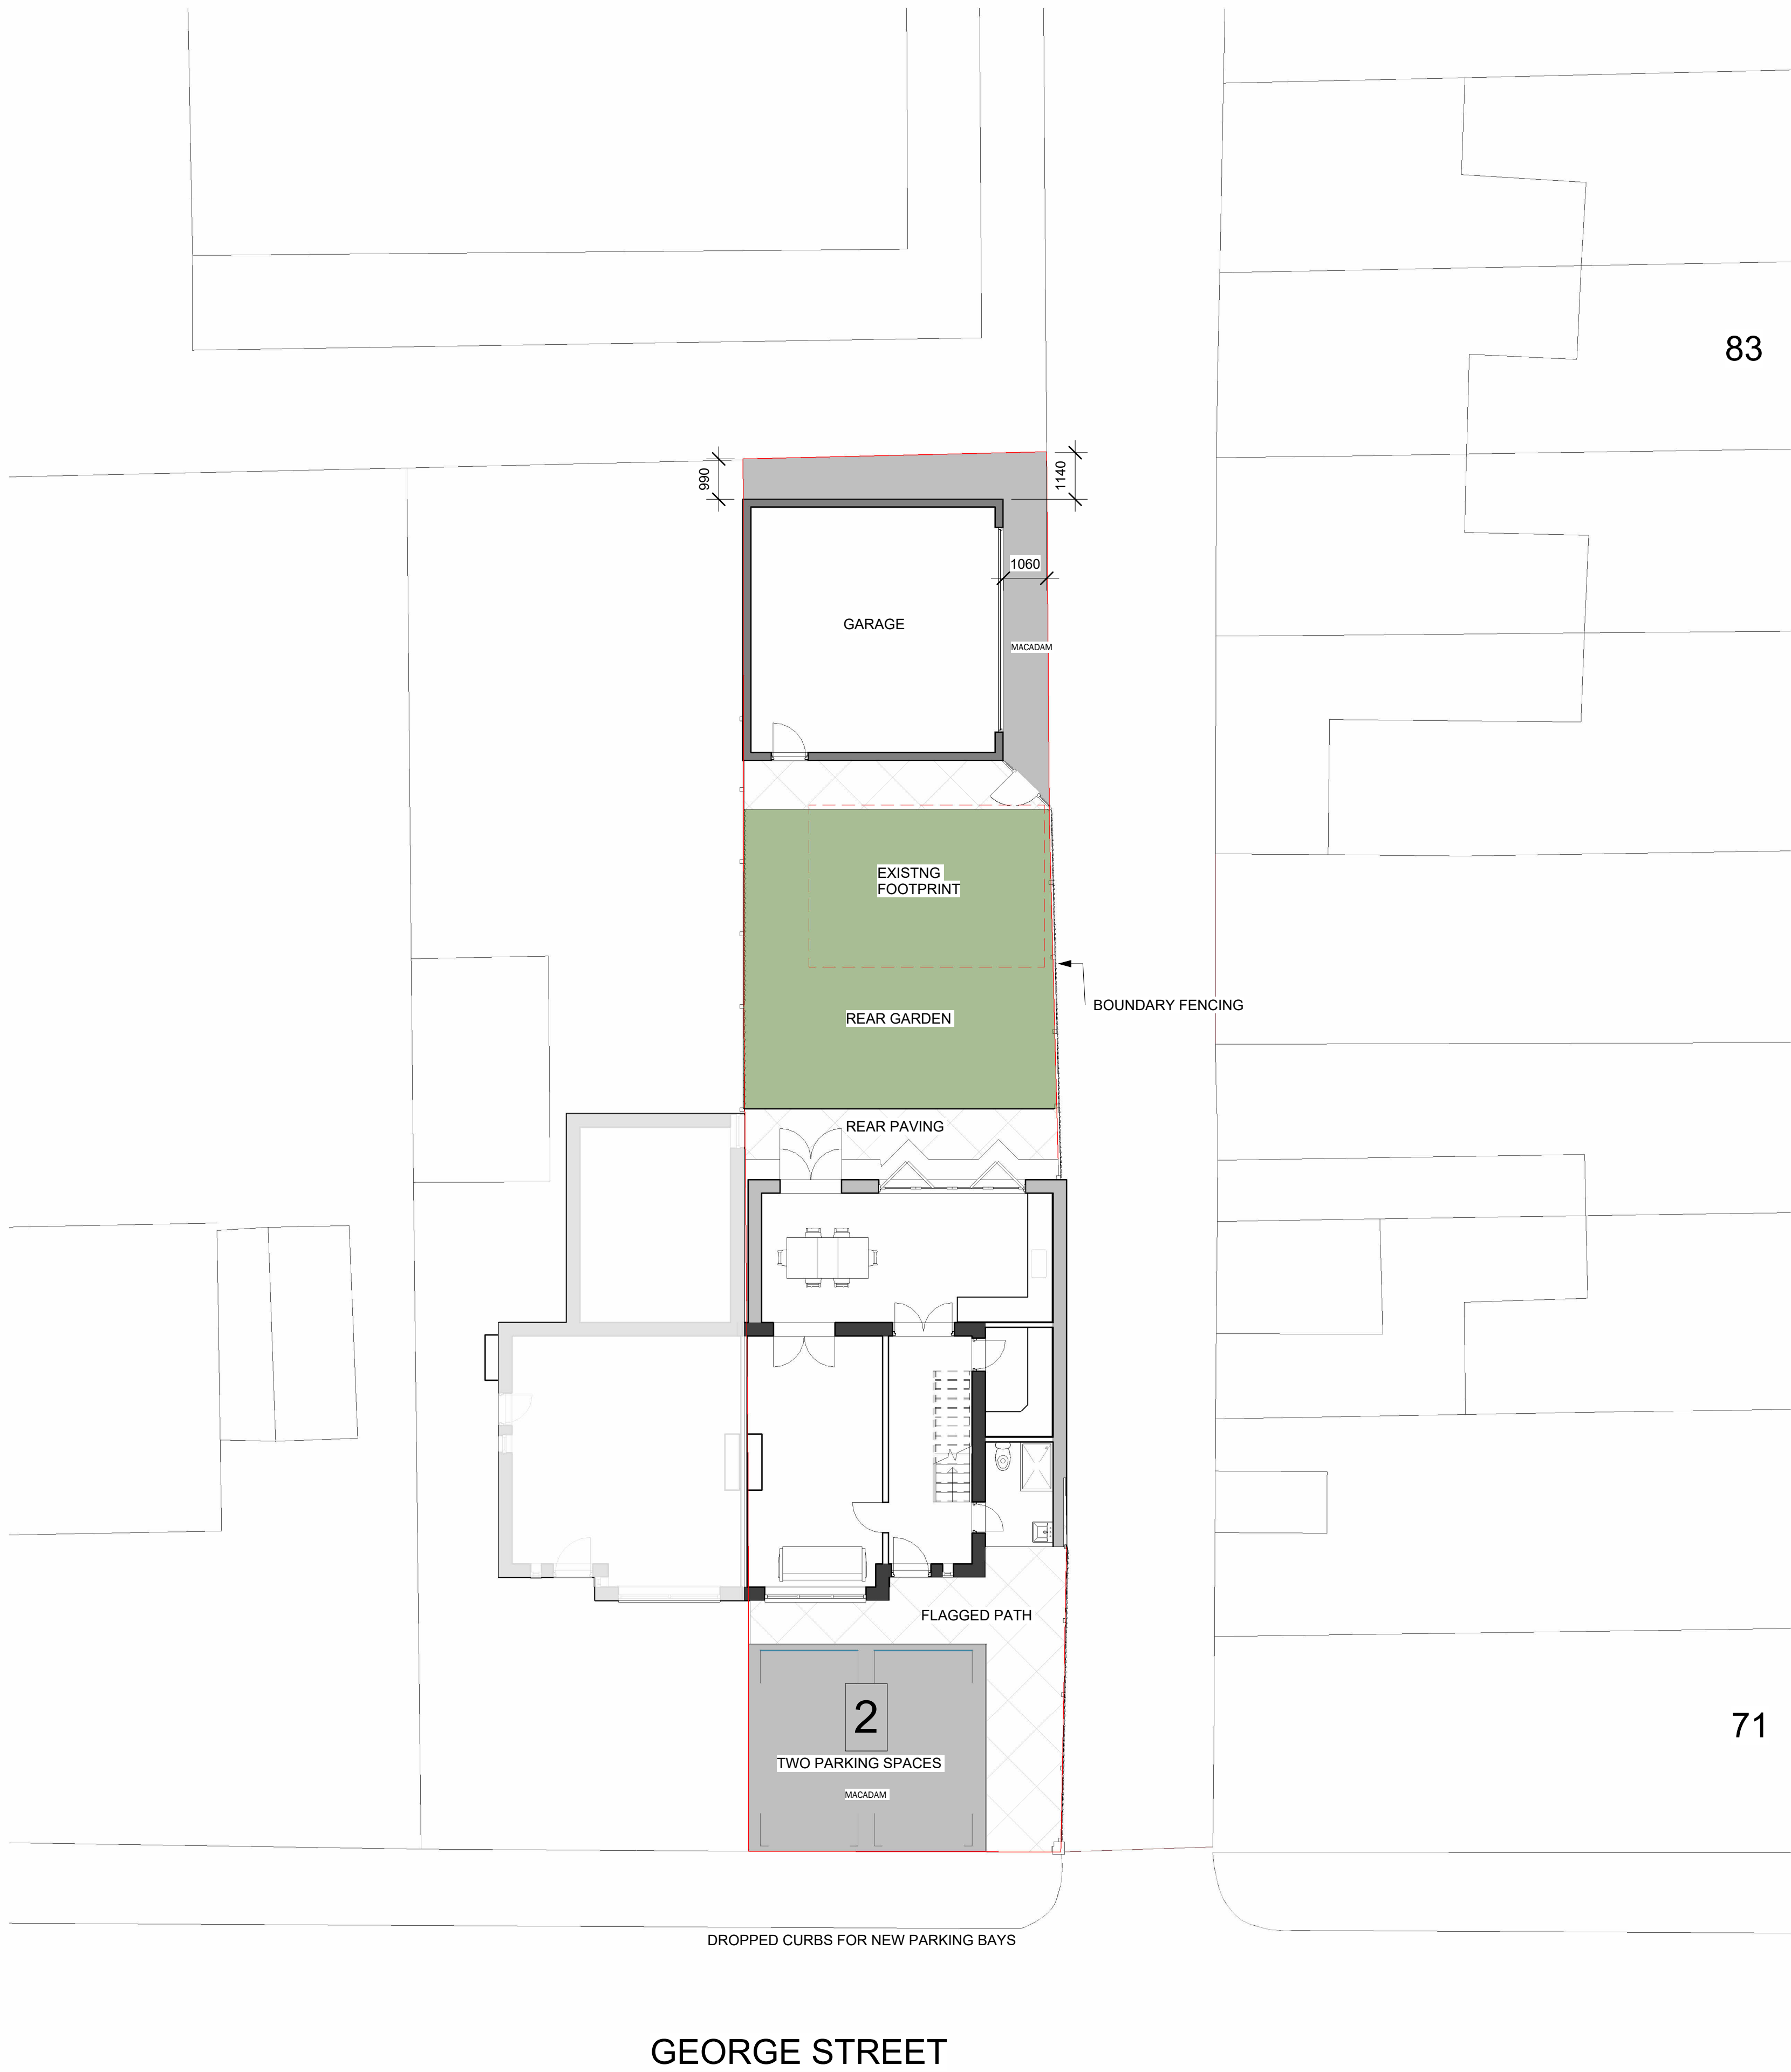 83
990
1140
1060
GARAGE
MACADAM
EXISTNG
FOOTPRINT
BOUNDARY FENCING
REAR GARDEN
REAR PAVING
FLAGGED PATH
2
TWO PARKING SPACES
71
MACADAM
DROPPED CURBS FOR NEW PARKING BAYS
GEORGE STREET